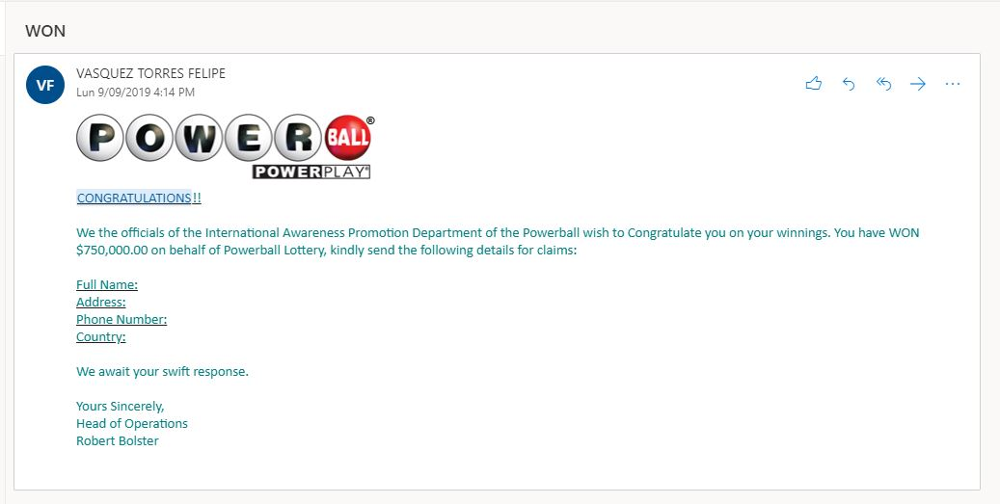 WON
VF
VASQUEZ TORRES FELIPE
Lun 9/09/2019 4:14 PM
POWER BALL®
POWERPLAY®
CONGRATULATIONS!!
We the officials of the International Awareness Promotion Department of the Powerball wish to Congratulate you on your winnings. You have WON
$750,000.00 on behalf of Powerball Lottery, kindly send the following details for claims:
Full Name:
Address:
Phone Number:
Country:
We await your swift response.
Yours Sincerely,
Head of Operations
Robert Bolster